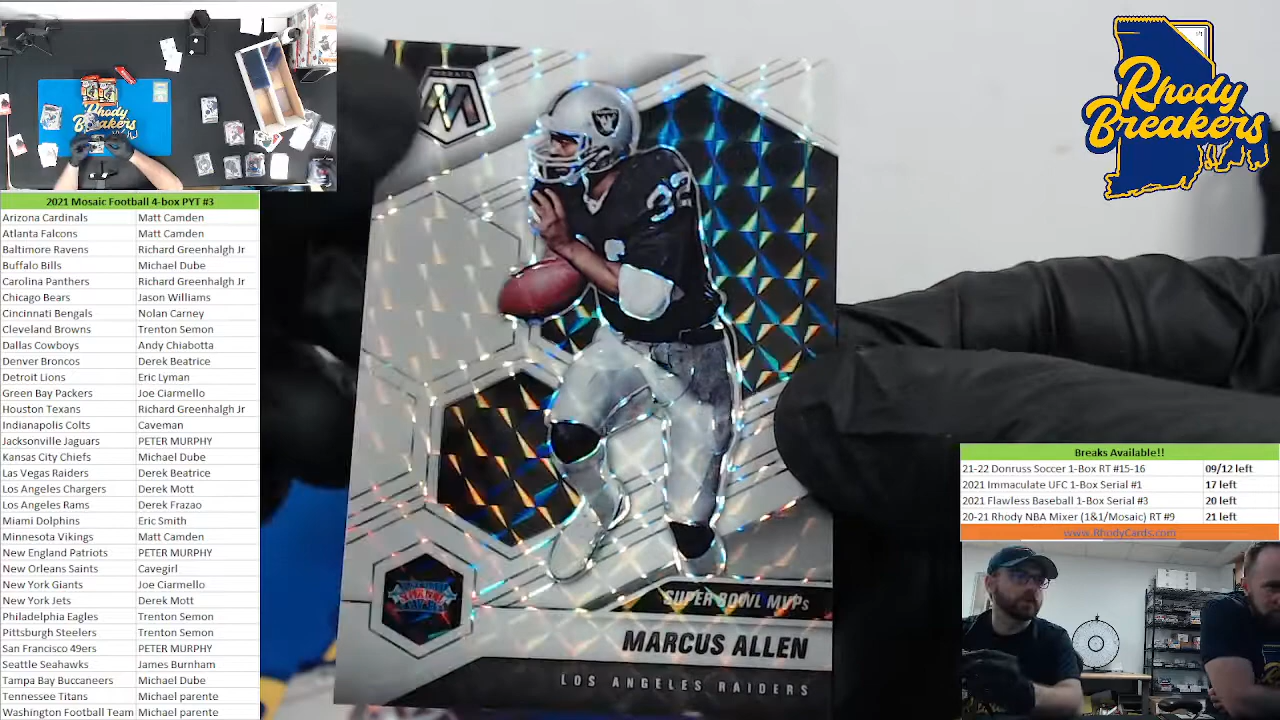 2021 Mosaic Football 4-box PYT #3
Arizona Cardinals Matt Camden
Atlanta Falcons Matt Camden
Baltimore Ravens Richard Greenhalgh Jr
Buffalo Bills Michael Dube
Carolina Panthers Richard Greenhalgh Jr
Chicago Bears Jason Williams
Cincinnati Bengals Nolan Carney
Cleveland Browns Trenton Semon
Dallas Cowboys Andy Chiabotta
Denver Broncos Derek Beatrice
Detroit Lions Eric Lyman
Green Bay Packers Joe Ciarmello
Houston Texans Richard Greenhalgh Jr
Indianapolis Colts Caveman
Jacksonville Jaguars PETER MURPHY
Kansas City Chiefs Michael Dube
Las Vegas Raiders Derek Beatrice
Los Angeles Chargers Derek Mott
Los Angeles Rams Derek Frazao
Miami Dolphins Eric Smith
Minnesota Vikings Matt Camden
New England Patriots PETER MURPHY
New Orleans Saints Cavegirl
New York Giants Joe Ciarmello
New York Jets Derek Mott
Philadelphia Eagles Trenton Semon
Pittsburgh Steelers Trenton Semon
San Francisco 49ers PETER MURPHY
Seattle Seahawks James Burnham
Tampa Bay Buccaneers Michael Dube
Tennessee Titans Michael parente
Washington Football Team Michael parente
Rhody
Breakers
MOSAIC
M
32
SUPER BOWL MVPs
MARCUS ALLEN
LOS ANGELES RAIDERS
Rhody
Breakers
1/1
Breaks Available!!
21-22 Donruss Soccer 1-Box RT #15-16 09/12 left
2021 Immaculate UFC 1-Box Serial #1 17 left
2021 Flawless Baseball 1-Box Serial #3 20 left
20-21 Rhody NBA Mixer (1&1/Mosaic) RT #9 21 left
www.RhodyCards.com